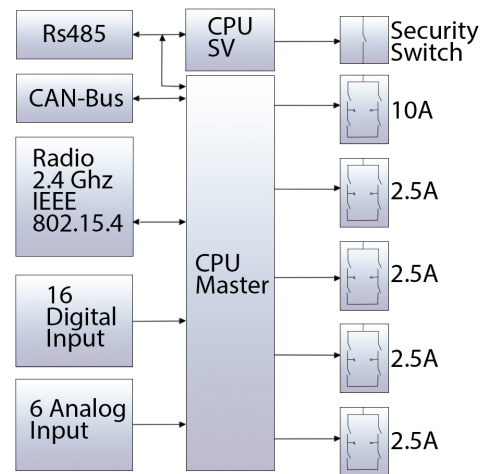 Rs485
CPU
SV
Security
Switch
CAN-Bus
10A
Radio
2.4 Ghz
IEEE
802.15.4
2.5A
CPU
Master
2.5A
16
Digital
Input
2.5A
6 Analog
Input
2.5A